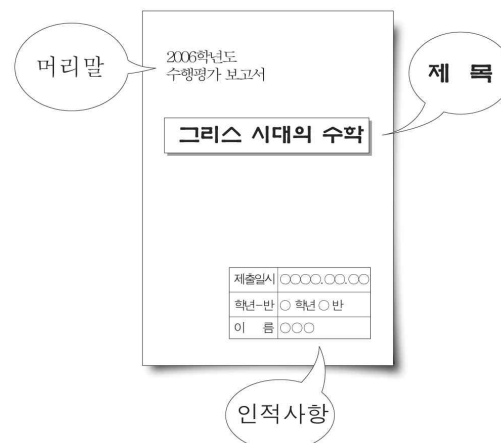 머리말
2006학년도
수행평가 보고서
제 목
그리스 시대의 수학
제출일시 ○○○○.○○.○○
학년-반 ○ 학년 ○ 반
이 름 ○○○
인적사항